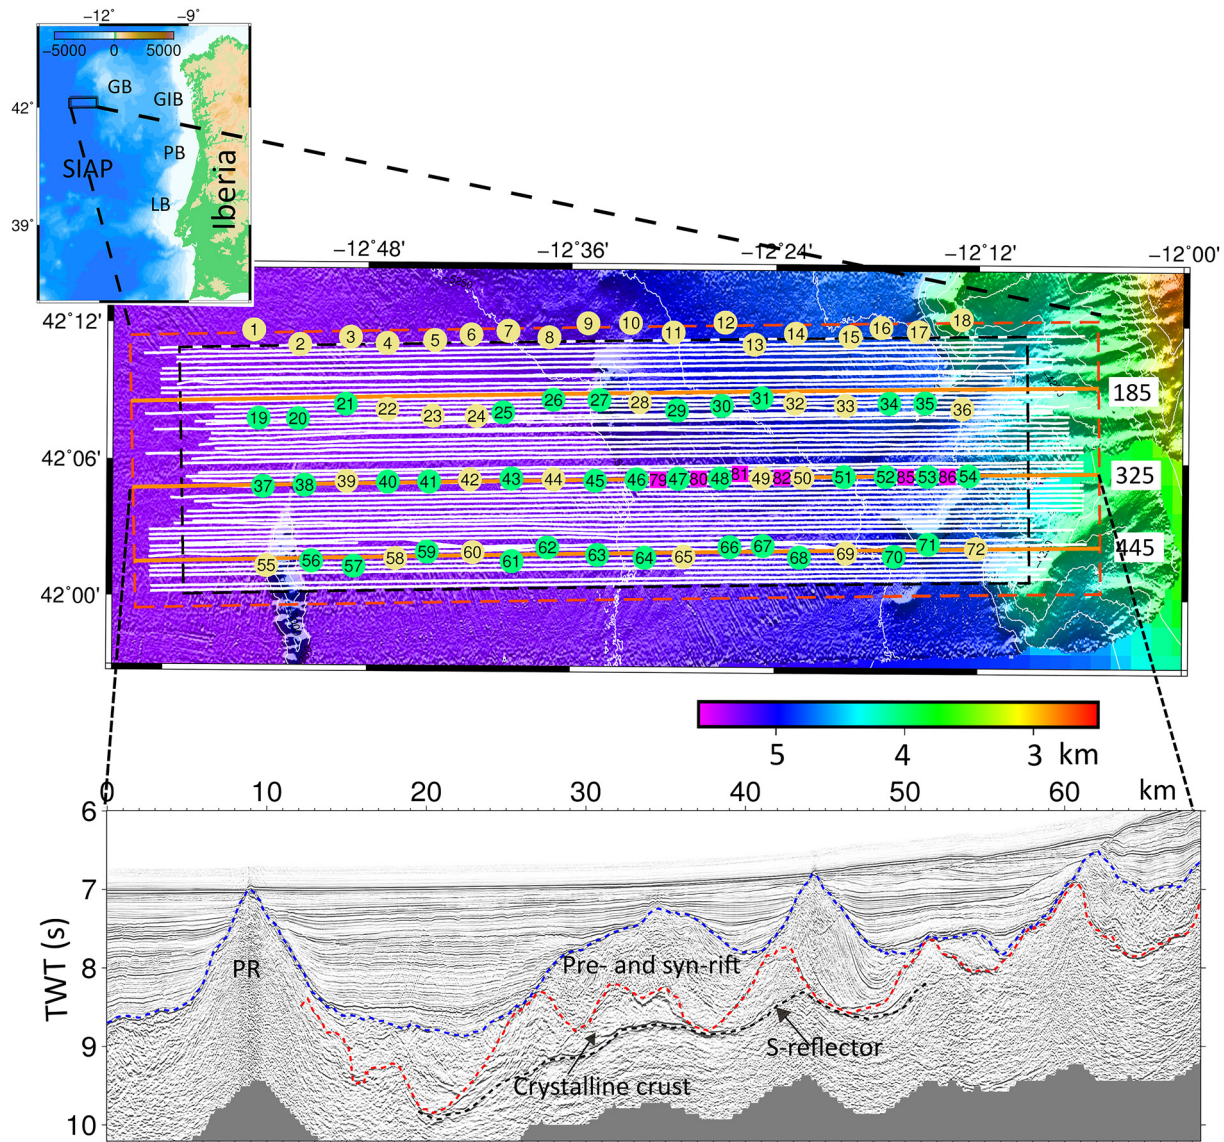 −12° −9°
−5000 0 5000
GB
42° GIB
PB
SIAP
LB
39°
Iberia
−12°48' −12°36' −12°24' −12°12' −12°00'
42°12'
1 2 3 4 5 6 7 8 9 10 11 12 13 14 15 16 17 18
185
19 20 21 22 23 24 25 26 27 28 29 30 31 32 33 34 35 36
42°06'
325
37 38 39 40 41 42 43 44 45 46 79 47 80 48 81 49 82 50 51 52 85 53 86 54
445
55 56 57 58 59 60 61 62 63 64 65 66 67 68 69 70 71 72
42°00'
5 4 3 km
0 10 20 30 40 50 60 km
6
7
8
9
10
TWT (s)
PR
Pre- and syn-rift
S-reflector
Crystalline crust